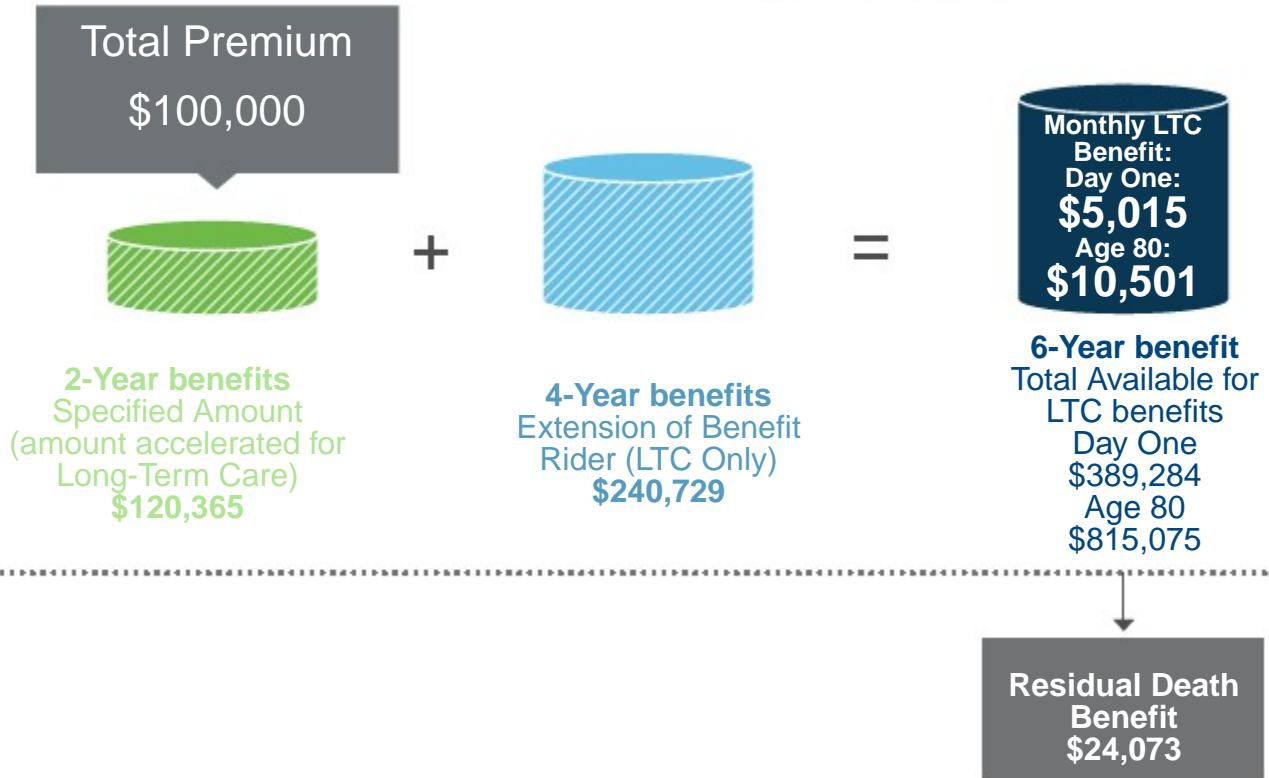 Total Premium
$100,000
+
=
Monthly LTC
Benefit:
Day One:
$5,015
Age 80:
$10,501
2-Year benefits
Specified Amount
(amount accelerated for
Long-Term Care)
$120,365
4-Year benefits
Extension of Benefit
Rider (LTC Only)
$240,729
6-Year benefit
Total Available for
LTC benefits
Day One
$389,284
Age 80
$815,075
Residual Death
Benefit
$24,073